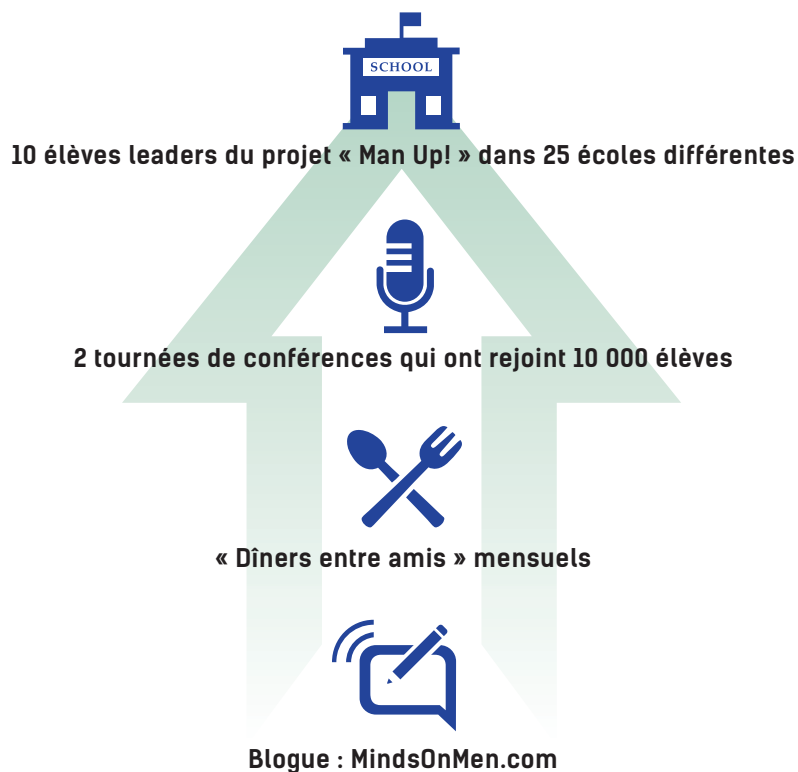 SCHOOL
10 élèves leaders du projet « Man Up! » dans 25 écoles différentes
2 tournées de conférences qui ont rejoint 10 000 élèves
« Dîners entre amis » mensuels
Blogue : MindsOnMen.com